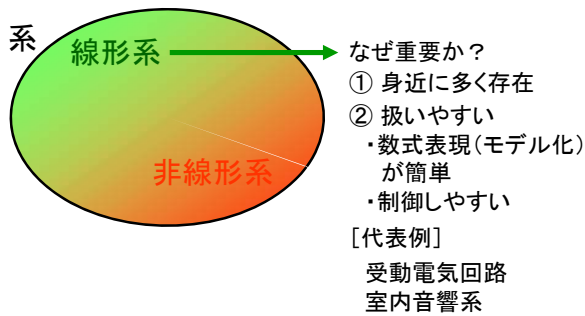 系
線形系
非線形系
なぜ重要か？
① 身近に多く存在
② 扱いやすい
・数式表現（モデル化）
が簡単
・制御しやすい
［代表例］
受動電気回路
室内音響系